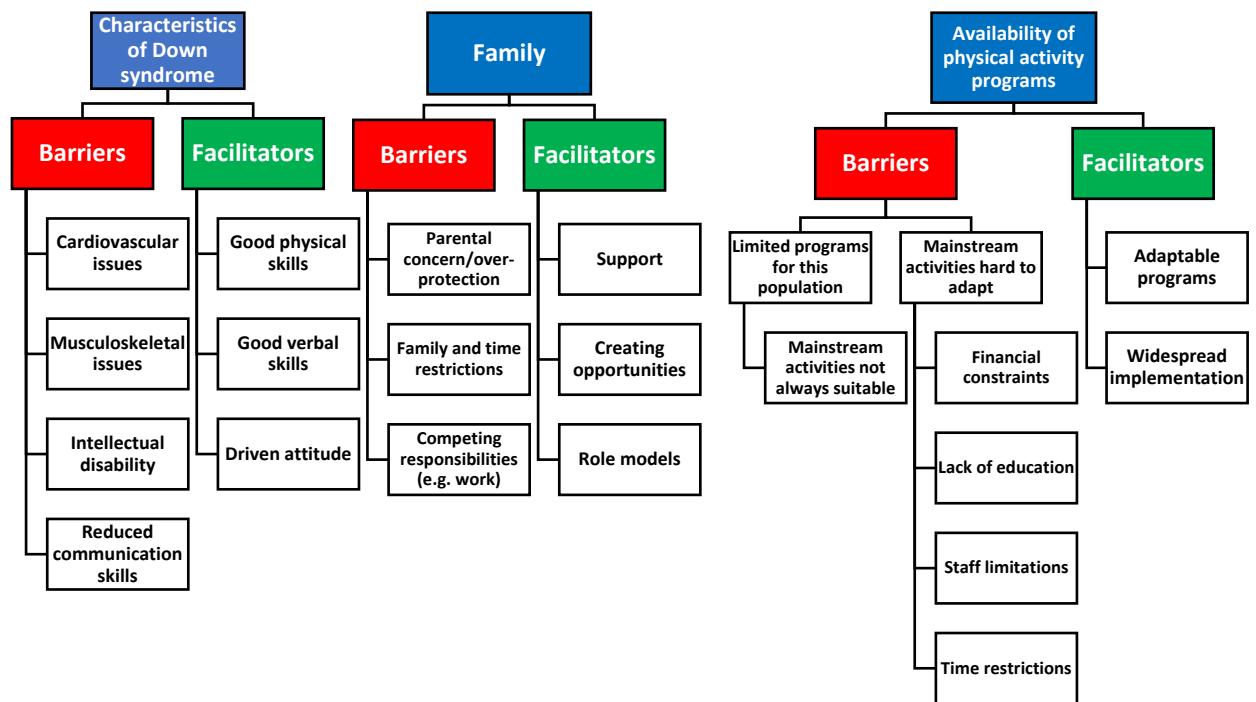 Characteristics
of Down
syndrome
Barriers
Facilitators
Cardiovascular
issues
Musculoskeletal
issues
Intellectual
disability
Reduced
communication
skills
Good physical
skills
Good verbal
skills
Driven attitude
Family
Barriers
Facilitators
Parental
concern/over-
protection
Family and time
restrictions
Competing
responsibilities
(e.g. work)
Support
Creating
opportunities
Role models
Availability of
physical activity
programs
Barriers
Facilitators
Limited programs
for this
population
Mainstream
activities not
always suitable
Mainstream
activities hard to
adapt
Financial
constraints
Lack of education
Staff limitations
Time restrictions
Adaptable
programs
Widespread
implementation